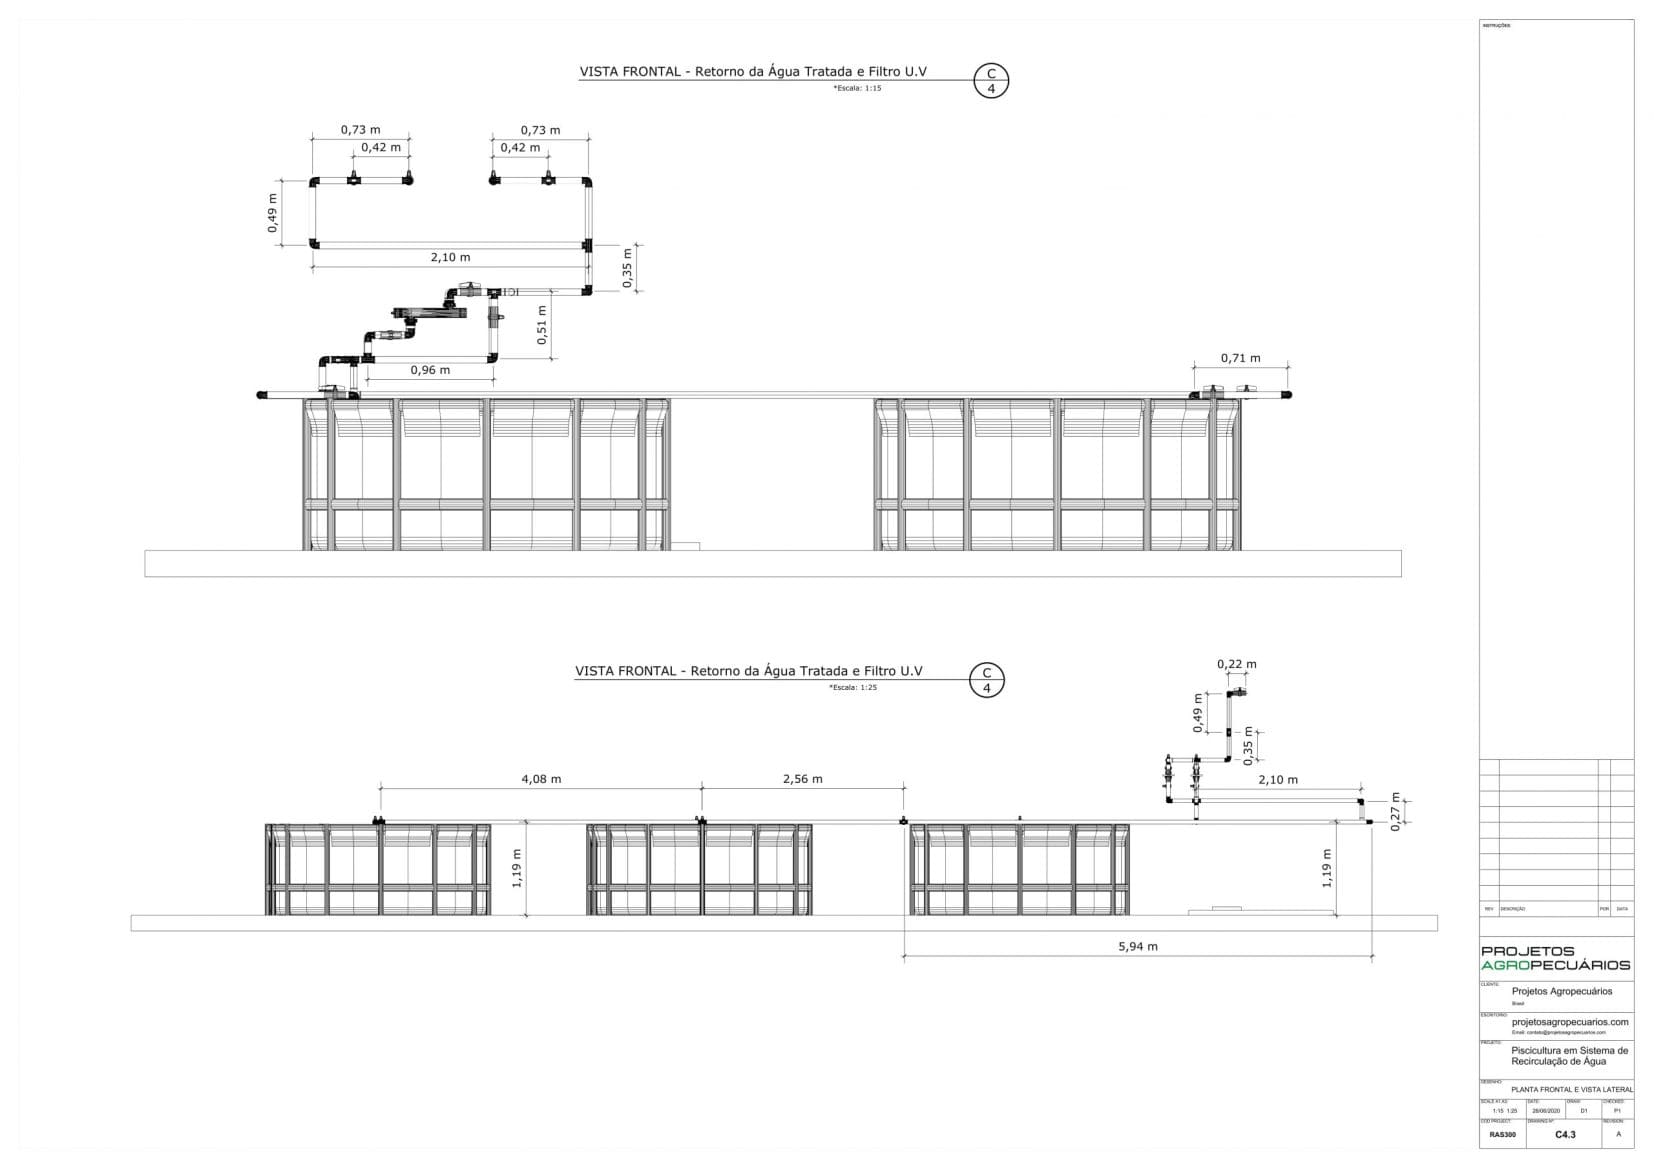 INSTRUÇÕES:
VISTA FRONTAL - Retorno da Água Tratada e Filtro U.V
*Escala: 1:15
C
4
0,73 m
0,73 m
0,42 m
0,42 m
0,49 m
2,10 m
0,35 m
0,51 m
0,96 m
0,71 m
VISTA FRONTAL - Retorno da Água Tratada e Filtro U.V
*Escala: 1:25
C
4
0,22 m
0,49 m
0,35 m
4,08 m
2,56 m
2,10 m
0,27 m
1,19 m
1,19 m
5,94 m
REV DESCRIÇÃO POR DATA
PROJETOS
AGROPECUÁRIOS
CLIENTE:
Projetos Agropecuários
Brasil
ESCRITÓRIO:
projetosagropecuarios.com
Email: contato@projetosagropecuarios.com
PROJETO:
Piscicultura em Sistema de
Recirculação de Água
DESENHO:
PLANTA FRONTAL E VISTA LATERAL
SCALE AT A3: DATE: DRAW: CHECKED:
1:15 1:25 28/08/2020 D1 P1
COD PROJECT: DRAWING Nº: REVISION:
RAS300 C4.3 A